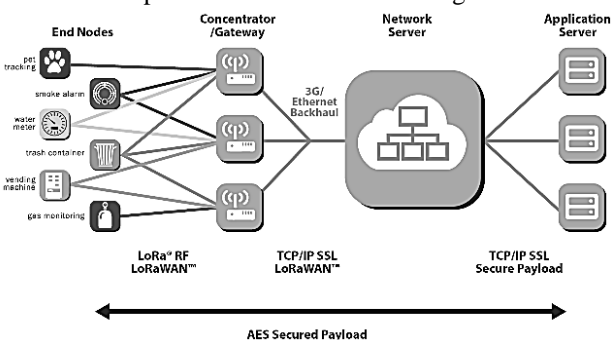 End Nodes
Concentrator
/Gateway
Network
Server
Application
Server
pet
tracking
smoke alarm
water
meter
trash container
vending
machine
gas monitoring
3G/
Ethernet
Backhaul
LoRa® RF
LoRaWAN™
TCP/IP SSL
LoRaWAN™
TCP/IP SSL
Secure Payload
AES Secured Payload